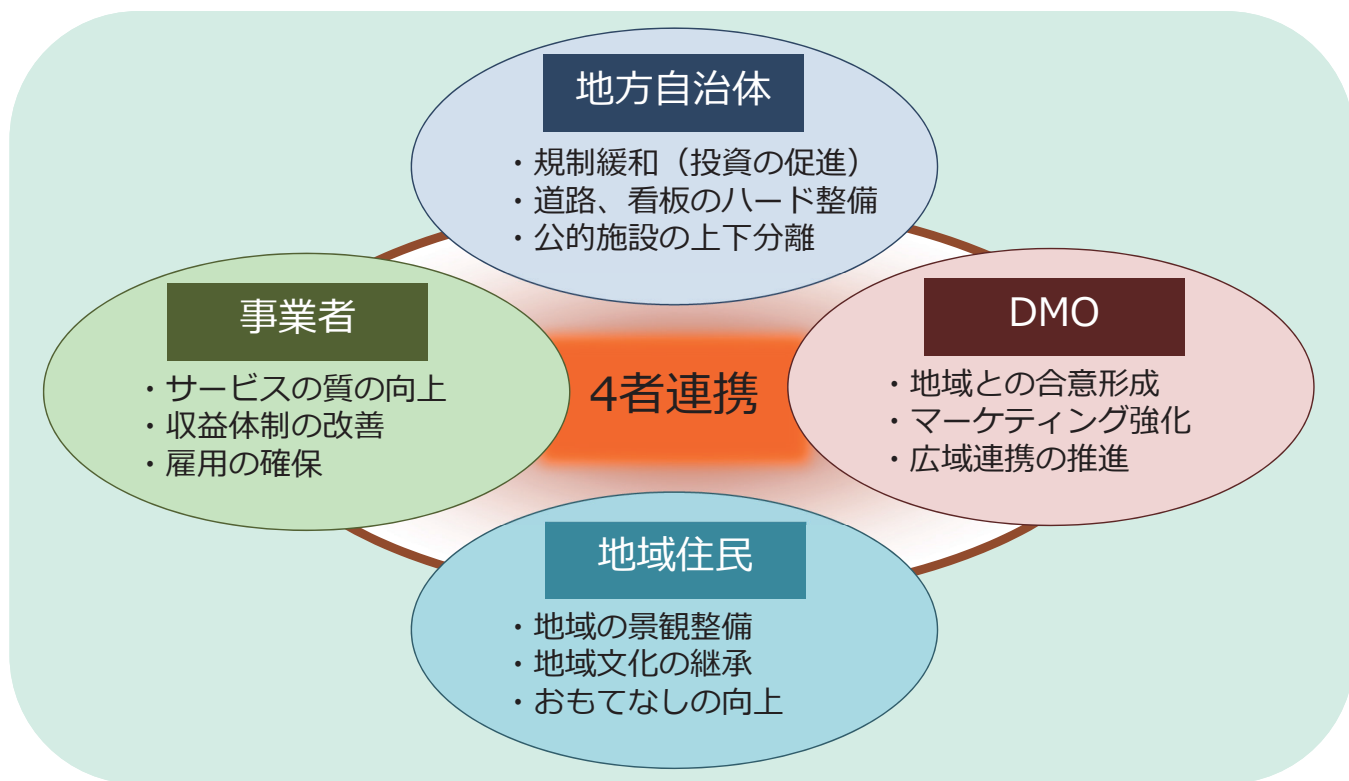 地方自治体
・規制緩和（投資の促進）
・道路、看板のハード整備
・公的施設の上下分離
事業者
・サービスの質の向上
・収益体制の改善
・雇用の確保
4者連携
DMO
・地域との合意形成
・マーケティング強化
・広域連携の推進
地域住民
・地域の景観整備
・地域文化の継承
・おもてなしの向上